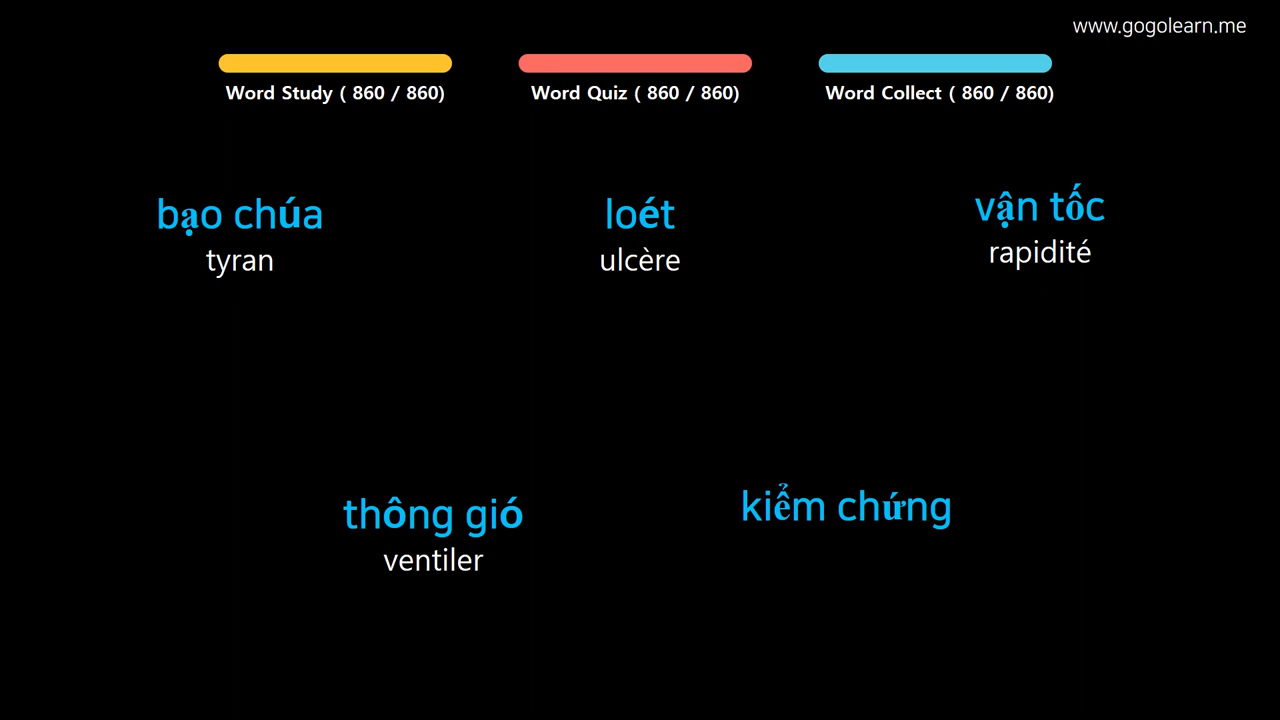 www.gogolearn.me
Word Study ( 860 / 860)
Word Quiz ( 860 / 860)
Word Collect ( 860 / 860)
bạo chúa
tyran
loét
ulcère
vận tốc
rapidité
thông gió
ventiler
kiểm chứng